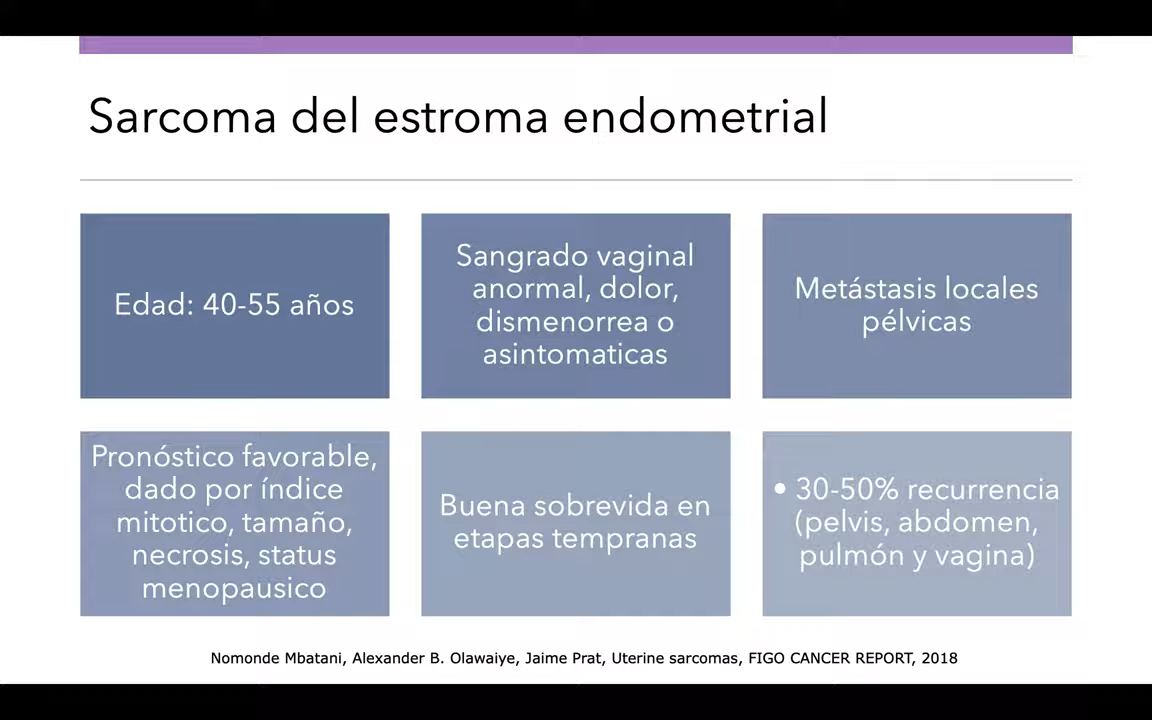 Sarcoma del estroma endometrial
Edad: 40-55 años
Sangrado vaginal
anormal, dolor,
dismenorrea o
asintomaticas
Metástasis locales
pélvicas
Pronóstico favorable,
dado por índice
mitotico, tamaño,
necrosis, status
menopausico
Buena sobrevida en
etapas tempranas
• 30-50% recurrencia
(pelvis, abdomen,
pulmón y vagina)
Nomonde Mbatani, Alexander B. Olawaiye, Jaime Prat, Uterine sarcomas, FIGO CANCER REPORT, 2018